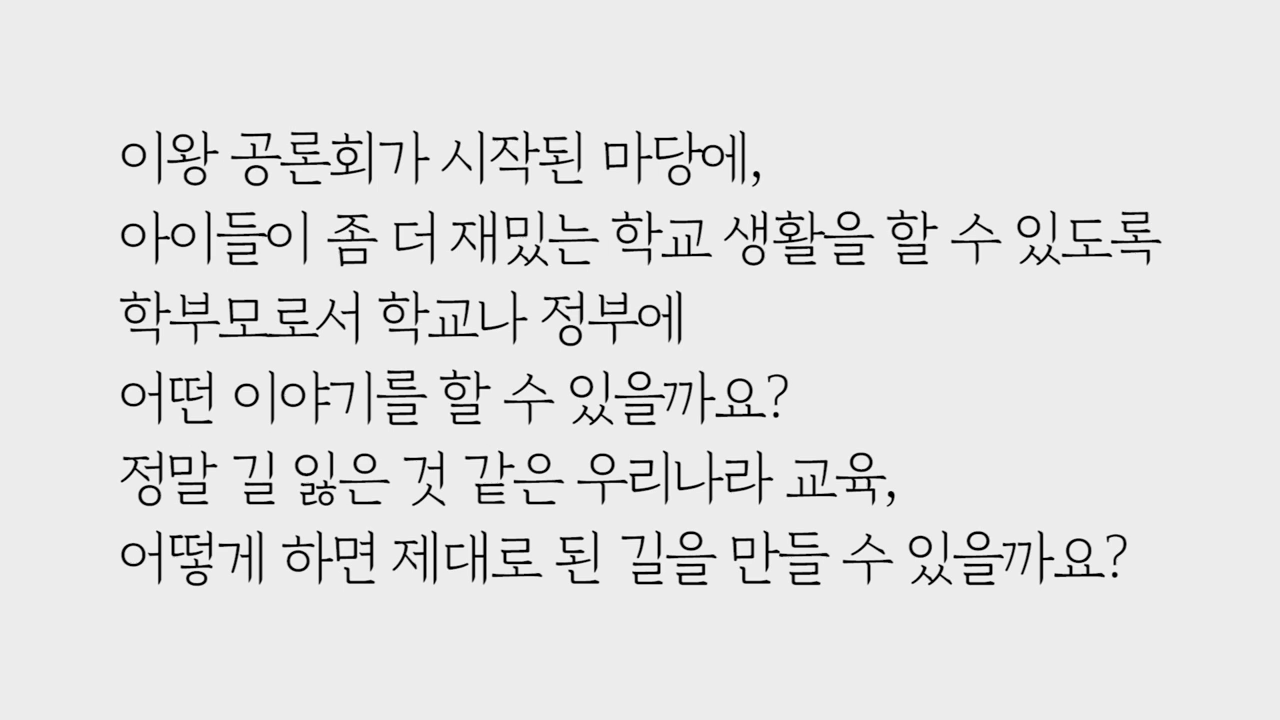 이왕 공론회가 시작된 마당에,
아이들이 좀 더 재밌는 학교 생활을 할 수 있도록
학부모로서 학교나 정부에
어떤 이야기를 할 수 있을까요?
정말 길 잃은 것 같은 우리나라 교육,
어떻게 하면 제대로 된 길을 만들 수 있을까요?